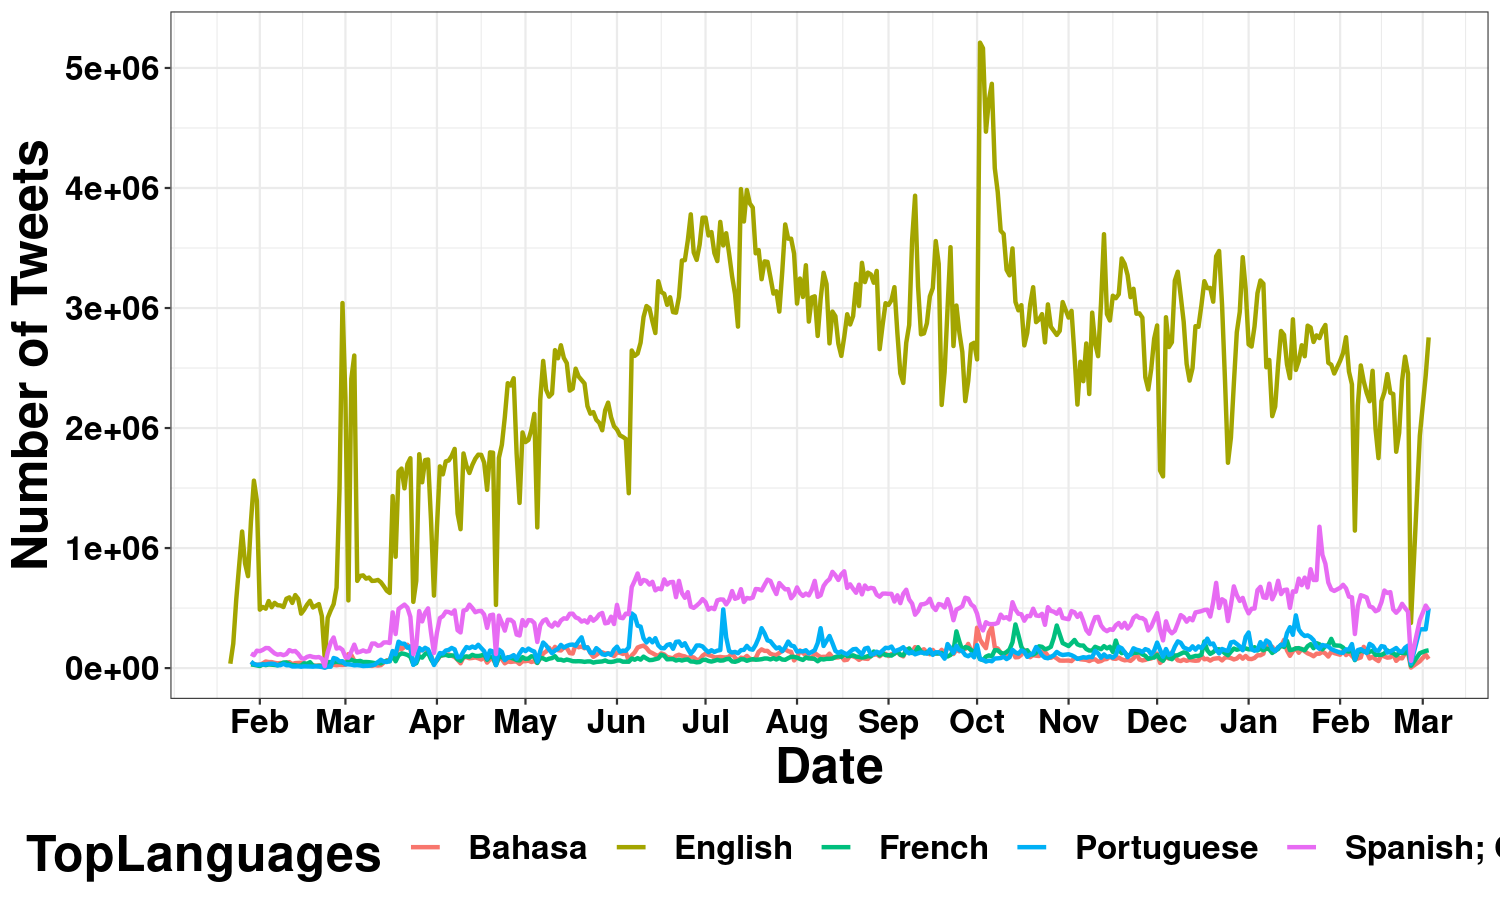 Number of Tweets
5e+06
4e+06
3e+06
2e+06
1e+06
0e+00
Feb Mar Apr May Jun Jul Aug Sep Oct Nov Dec Jan Feb Mar
Date
TopLanguages Bahasa English French Portuguese Spanish;